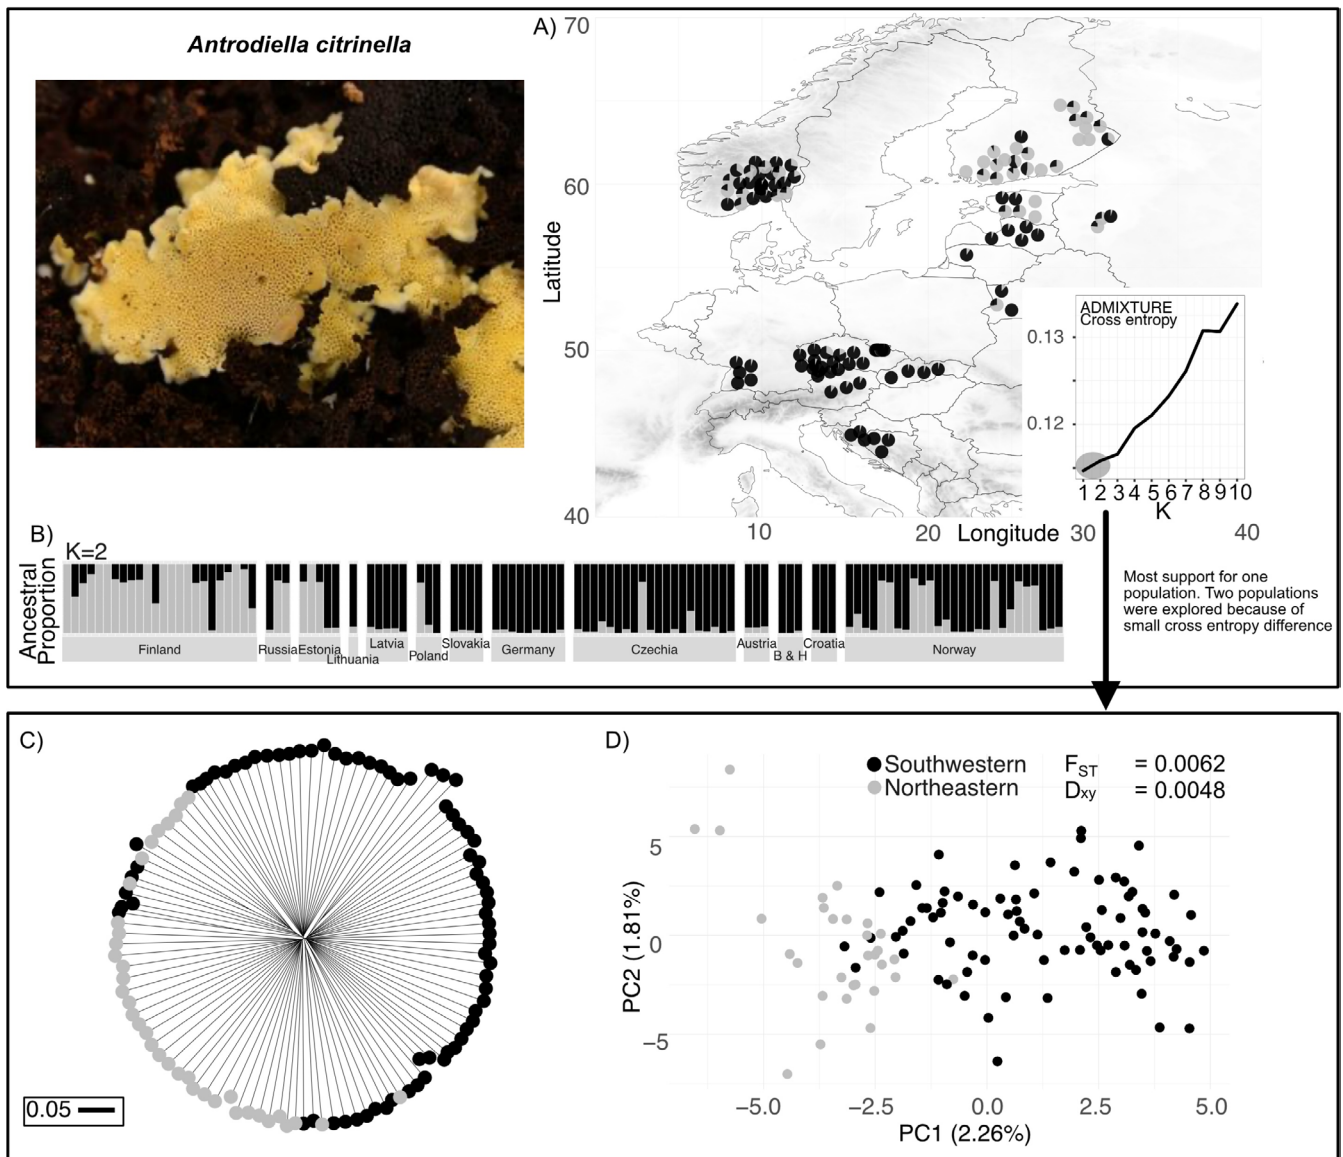 Antrodiella citrinella
A)
70
60
50
40
Latitude
10
20
Longitude
30
40
ADMIXTURE
Cross entropy
0.13
0.12
1 2 3 4 5 6 7 8 9 10
K
B)
K=2
Ancestral
Proportion
Finland
Russia
Estonia
Lithuania
Latvia
Poland
Slovakia
Germany
Czechia
Austria
B & H
Croatia
Norway
Most support for one
population. Two populations
were explored because of
small cross entropy difference
C)
0.05
D)
Southwestern
Northeastern
FST = 0.0062
Dxy = 0.0048
PC2 (1.81%)
5
0
−5
−5.0
−2.5
0.0
2.5
5.0
PC1 (2.26%)